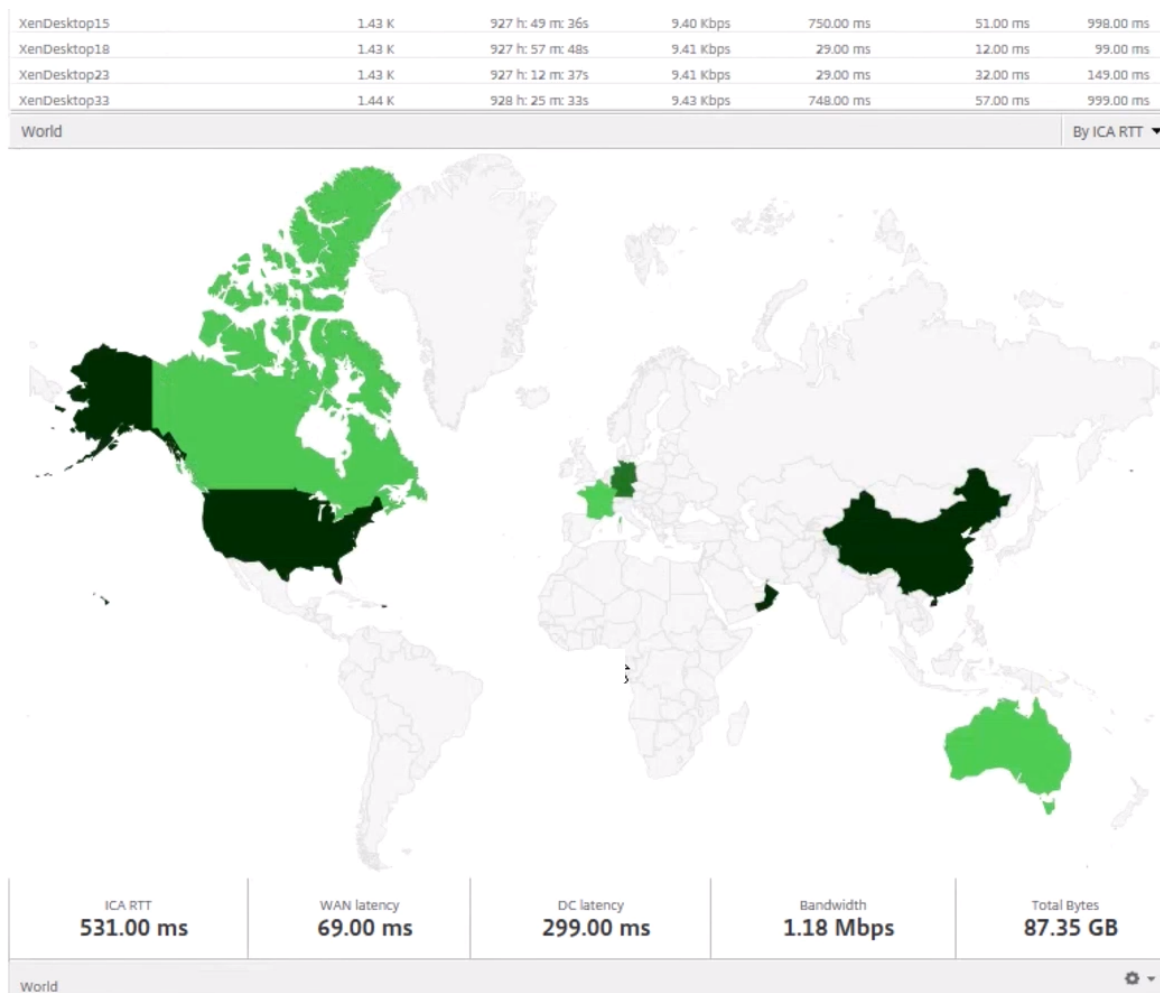 XenDesktop15 1.43 K 927 h: 49 m: 36s 9.40 Kbps 750.00 ms 51.00 ms 998.00 ms
XenDesktop18 1.43 K 927 h: 57 m: 48s 9.41 Kbps 29.00 ms 12.00 ms 99.00 ms
XenDesktop23 1.43 K 927 h: 12 m: 37s 9.41 Kbps 29.00 ms 32.00 ms 149.00 ms
XenDesktop33 1.44 K 928 h: 25 m: 33s 9.43 Kbps 748.00 ms 57.00 ms 999.00 ms
World By ICA RTT
ICA RTT WAN latency DC latency Bandwidth Total Bytes
531.00 ms 69.00 ms 299.00 ms 1.18 Mbps 87.35 GB
World